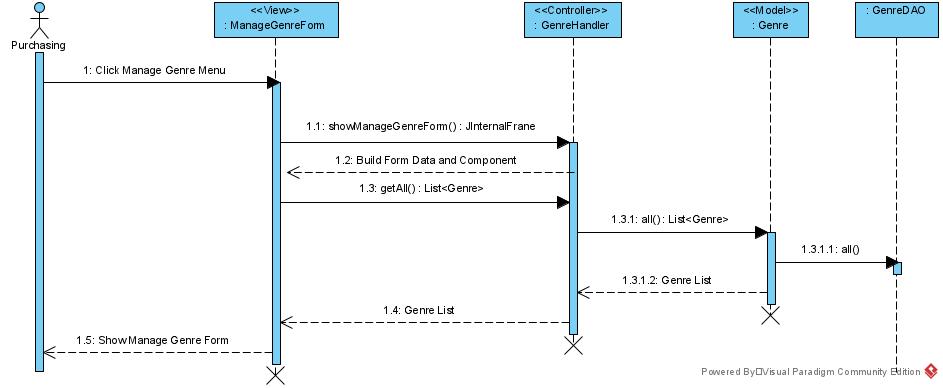 <<View>>
: ManageGenreForm
<<Controller>>
: GenreHandler
<<Model>>
: Genre
: GenreDAO
Purchasing
1: Click Manage Genre Menu
1.1: showManageGenreForm() : JInternalFrane
1.2: Build Form Data and Component
1.3: getAll() : List<Genre>
1.3.1: all() : List<Genre>
1.3.1.1: all()
1.3.1.2: Genre List
1.4: Genre List
1.5: Show Manage Genre Form
Powered By Visual Paradigm Community Edition